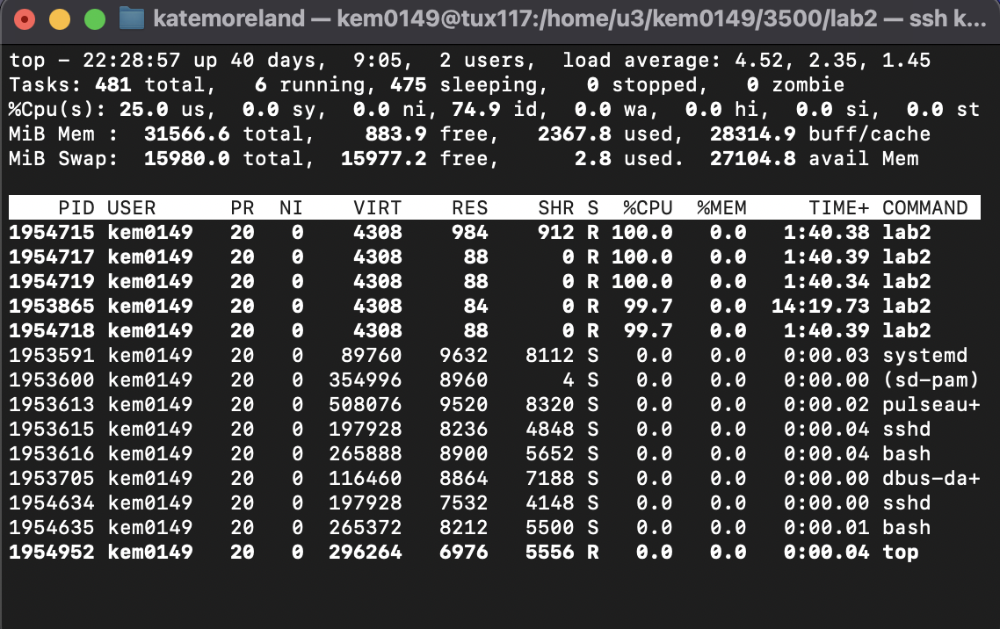 katemoreland — kem0149@tux117:/home/u3/kem0149/3500/lab2 — ssh k...
top - 22:28:57 up 40 days,  9:05,  2 users,  load average: 4.52, 2.35, 1.45
Tasks: 481 total,   6 running, 475 sleeping,   0 stopped,   0 zombie
%Cpu(s): 25.0 us,  0.0 sy,  0.0 ni, 74.9 id,  0.0 wa,  0.0 hi,  0.0 si,  0.0 st
MiB Mem :  31566.6 total,    883.9 free,   2367.8 used,  28314.9 buff/cache
MiB Swap:  15980.0 total,  15977.2 free,      2.8 used.  27104.8 avail Mem
    PID USER      PR  NI    VIRT    RES    SHR S  %CPU  %MEM     TIME+ COMMAND
1954715 kem0149   20   0    4308    984    912 R 100.0   0.0   1:40.38 lab2
1954717 kem0149   20   0    4308     88      0 R 100.0   0.0   1:40.39 lab2
1954719 kem0149   20   0    4308     88      0 R 100.0   0.0   1:40.34 lab2
1953865 kem0149   20   0    4308     84      0 R  99.7   0.0  14:19.73 lab2
1954718 kem0149   20   0    4308     88      0 R  99.7   0.0   1:40.39 lab2
1953591 kem0149   20   0   89760   9632   8112 S   0.0   0.0   0:00.03 systemd
1953600 kem0149   20   0  354996   8960      4 S   0.0   0.0   0:00.00 (sd-pam)
1953613 kem0149   20   0  508076   9520   8320 S   0.0   0.0   0:00.02 pulseau+
1953615 kem0149   20   0  197928   8236   4848 S   0.0   0.0   0:00.04 sshd
1953616 kem0149   20   0  265888   8900   5652 S   0.0   0.0   0:00.04 bash
1953705 kem0149   20   0  116460   8864   7188 S   0.0   0.0   0:00.00 dbus-da+
1954634 kem0149   20   0  197928   7532   4148 S   0.0   0.0   0:00.00 sshd
1954635 kem0149   20   0  265372   8212   5500 S   0.0   0.0   0:00.01 bash
1954952 kem0149   20   0  296264   6976   5556 R   0.0   0.0   0:00.04 top